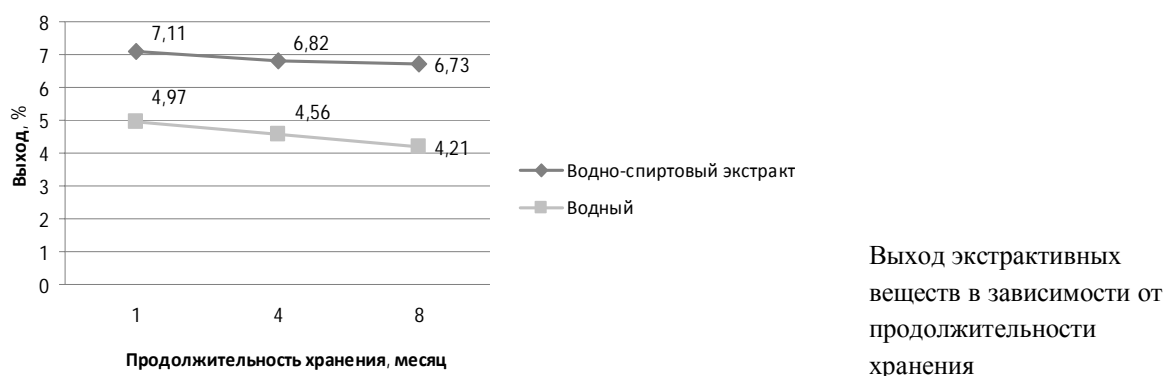 8
7
6
5
4
3
2
1
0
Выход, %
7,11
6,82
6,73
4,97
4,56
4,21
1
4
8
Продолжительность хранения, месяц
Водно-спиртовый экстракт
Водный
Выход экстрактивных
веществ в зависимости от
продолжительности
хранения